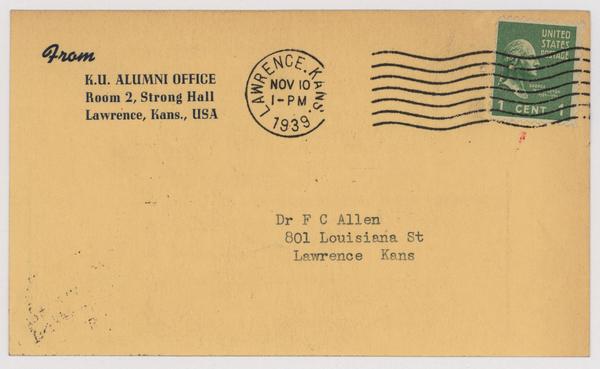 From
K.U. ALUMNI OFFICE
Room 2, Strong Hall
Lawrence, Kans., USA
LAWRENCE, KANS.
NOV 10
1-PM
1939
UNITED
STATES
POSTAGE
1 CENT 1
Dr F C Allen
801 Louisiana St
Lawrence Kans